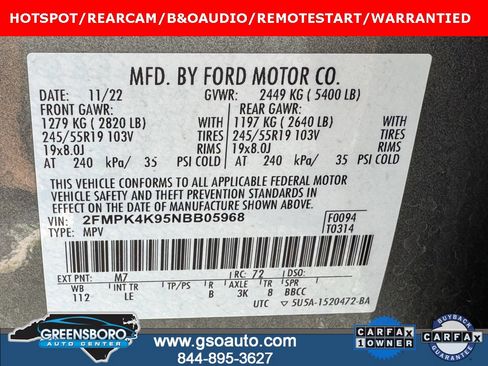 HOTSPOT/REARCAM/B&OAUDIO/REMOTESTART/WARRANTIED
MFD. BY FORD MOTOR CO.
DATE: 11/22 GVWR: 2449 KG ( 5400 LB)
FRONT GAWR: REAR GAWR:
1279 KG ( 2820 LB) 1197 KG ( 2640 LB)
245/55R19 103V TIRES 245/55R19 103V TIRES
19x8.0J RIMS 19x8.0J RIMS
AT 240 kPa/ 35 PSI COLD AT 240 kPa/ 35 PSI COLD
THIS VEHICLE CONFORMS TO ALL APPLICABLE FEDERAL MOTOR
VEHICLE SAFETY AND THEFT PREVENTION STANDARDS IN
EFFECT ON THE DATE OF MANUFACTURE SHOWN ABOVE.
VIN: 2FMPK4K95NBB05968 F0094
TYPE: MPV T0314
EXT PNT: M7 RC: 72 DSO:
WB INT TR TP/PS R AXLE TR SPR
112 LE B 3K 8 BBCC
UTC 5U5A-1520472-BA
GREENSBORO
AUTO CENTER
www.gsoauto.com
844-895-3627
CARFAX
1 OWNER
BUYBACK
CARFAX
GUARANTEE